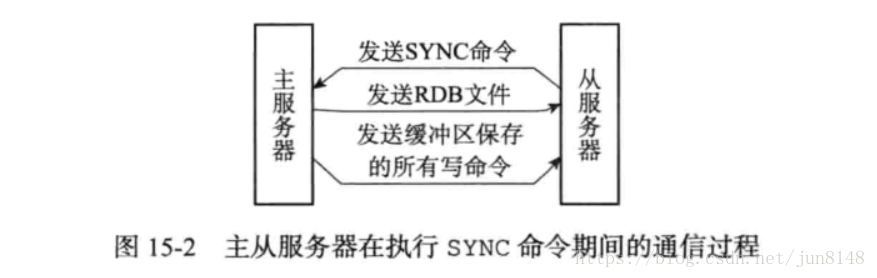 主服务器
发送SYNC命令
发送RDB文件
发送缓冲区保存
的所有写命令
从服务器
图 15-2 主从服务器在执行 SYNC 命令期间的通信过程
https://blog.csdn.net/jun8148